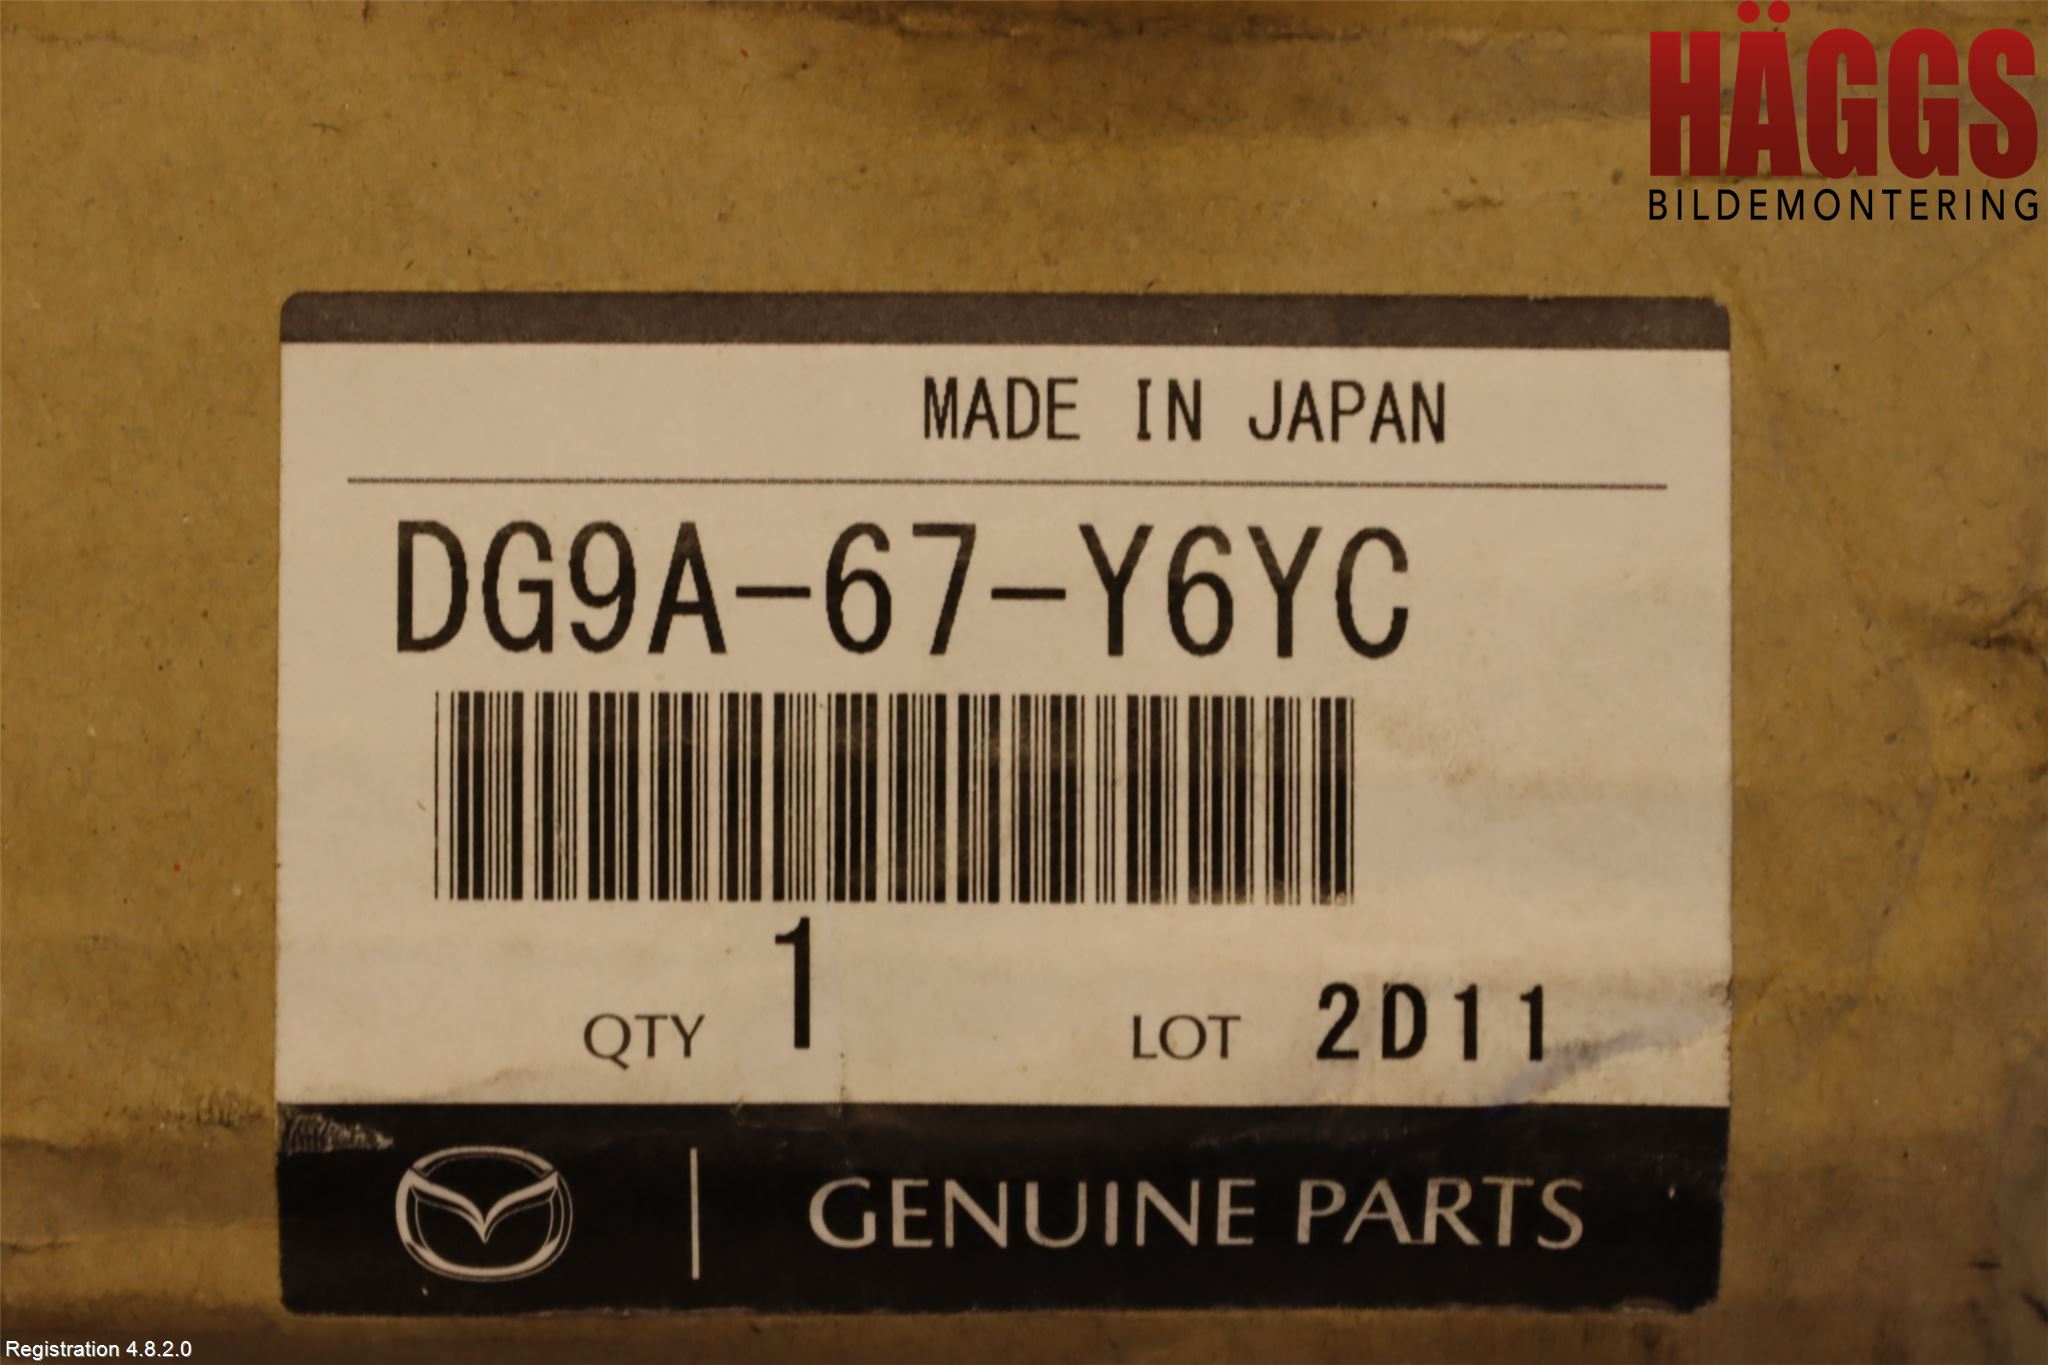 HÄGGS
BILDEMONTERING
MADE IN JAPAN
DG9A-67-Y6YC
QTY 1 LOT 2D11
GENUINE PARTS
Registration 4.8.2.0